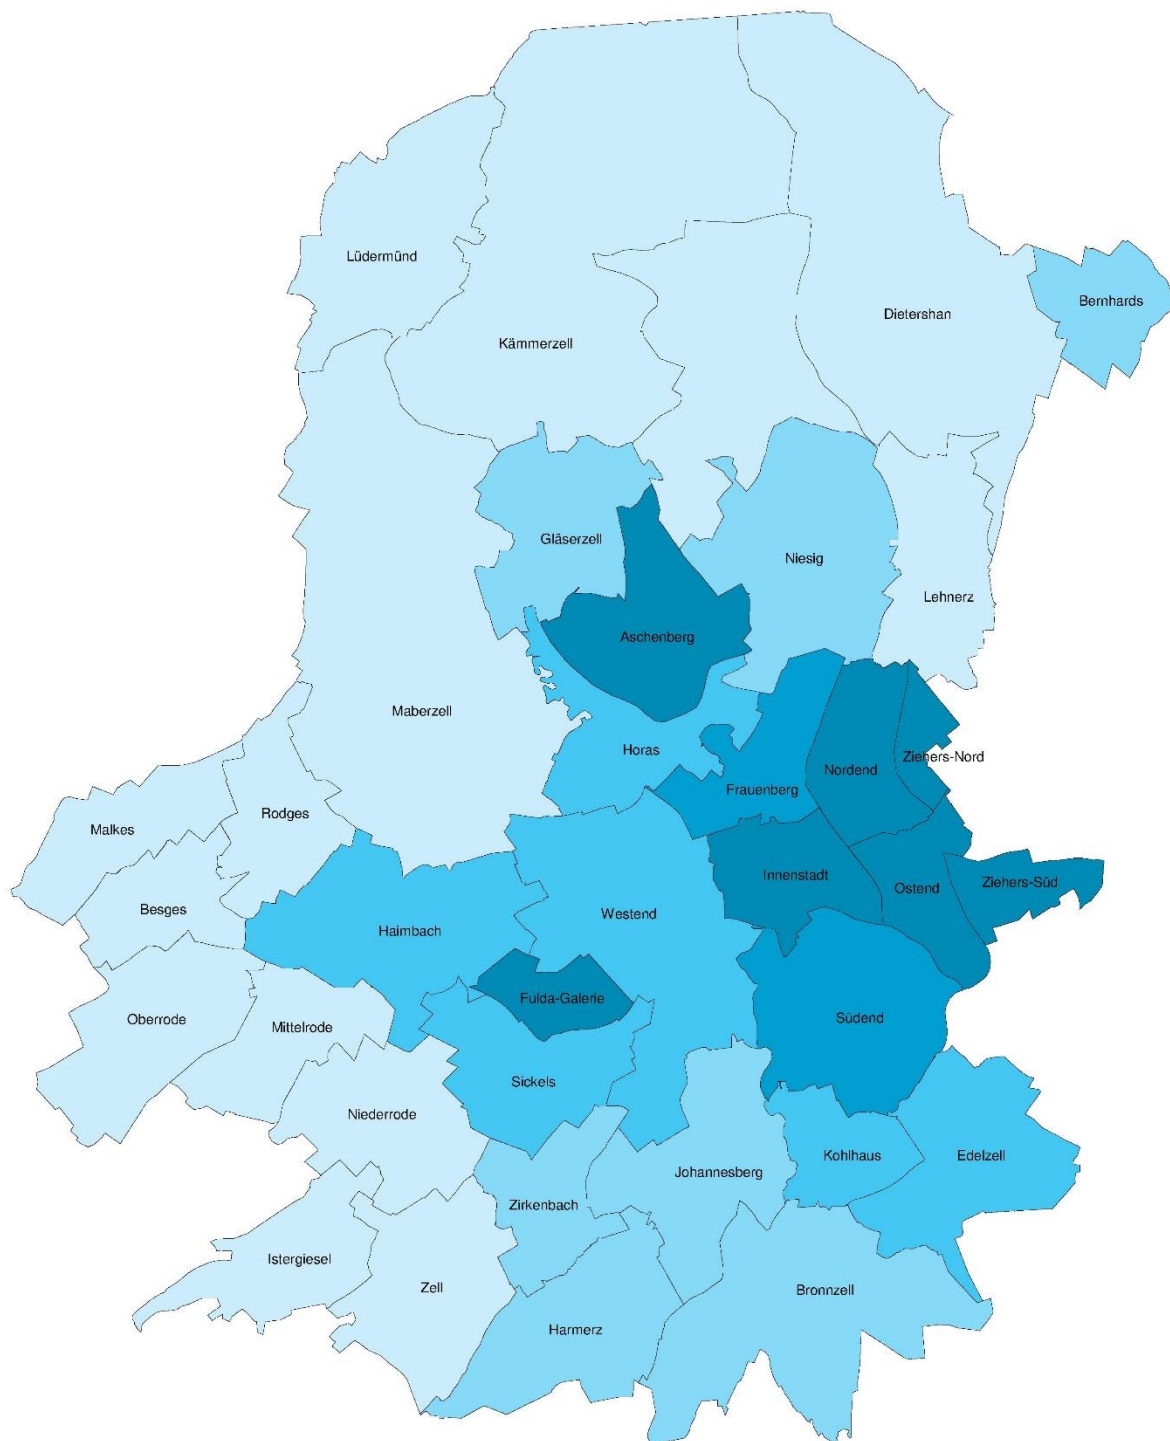 Lüdermünd
Bernhards
Dietershan
Kämmerzell
Gläserzell
Niesig
Lehnerz
Aschenberg
Maberzell
Horas
Ziehers-Nord
Nordend
Frauenberg
Rodges
Malkes
Innenstadt
Ziehers-Süd
Ostend
Besges
Westend
Haimbach
Fulda-Galerie
Oberrode
Mittelrode
Südend
Sickels
Niederrode
Kohlhaus
Edelzell
Johannesberg
Zirkenbach
Istergiesel
Zell
Bronnzell
Harmerz